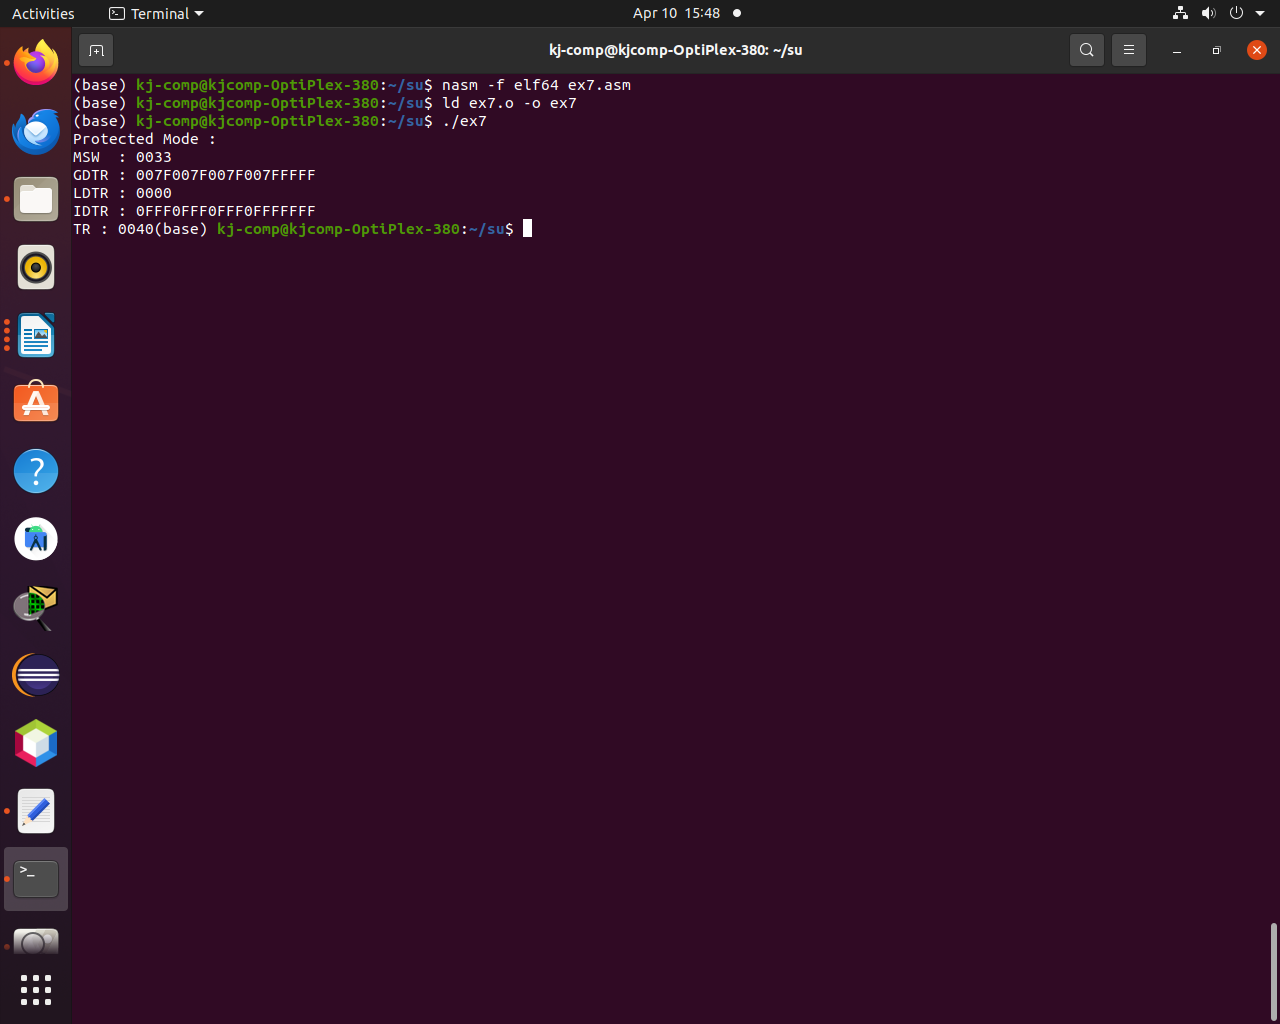 Activities
Terminal
Apr 10 15:48
kj-comp@kjcomp-OptiPlex-380: ~/su
(base) kj-comp@kjcomp-OptiPlex-380:~/su$ nasm -f elf64 ex7.asm
(base) kj-comp@kjcomp-OptiPlex-380:~/su$ ld ex7.o -o ex7
(base) kj-comp@kjcomp-OptiPlex-380:~/su$ ./ex7
Protected Mode :
MSW  : 0033
GDTR : 007F007F007F007FFFFF
LDTR : 0000
IDTR : 0FFF0FFF0FFF0FFFFFFF
TR : 0040(base) kj-comp@kjcomp-OptiPlex-380:~/su$